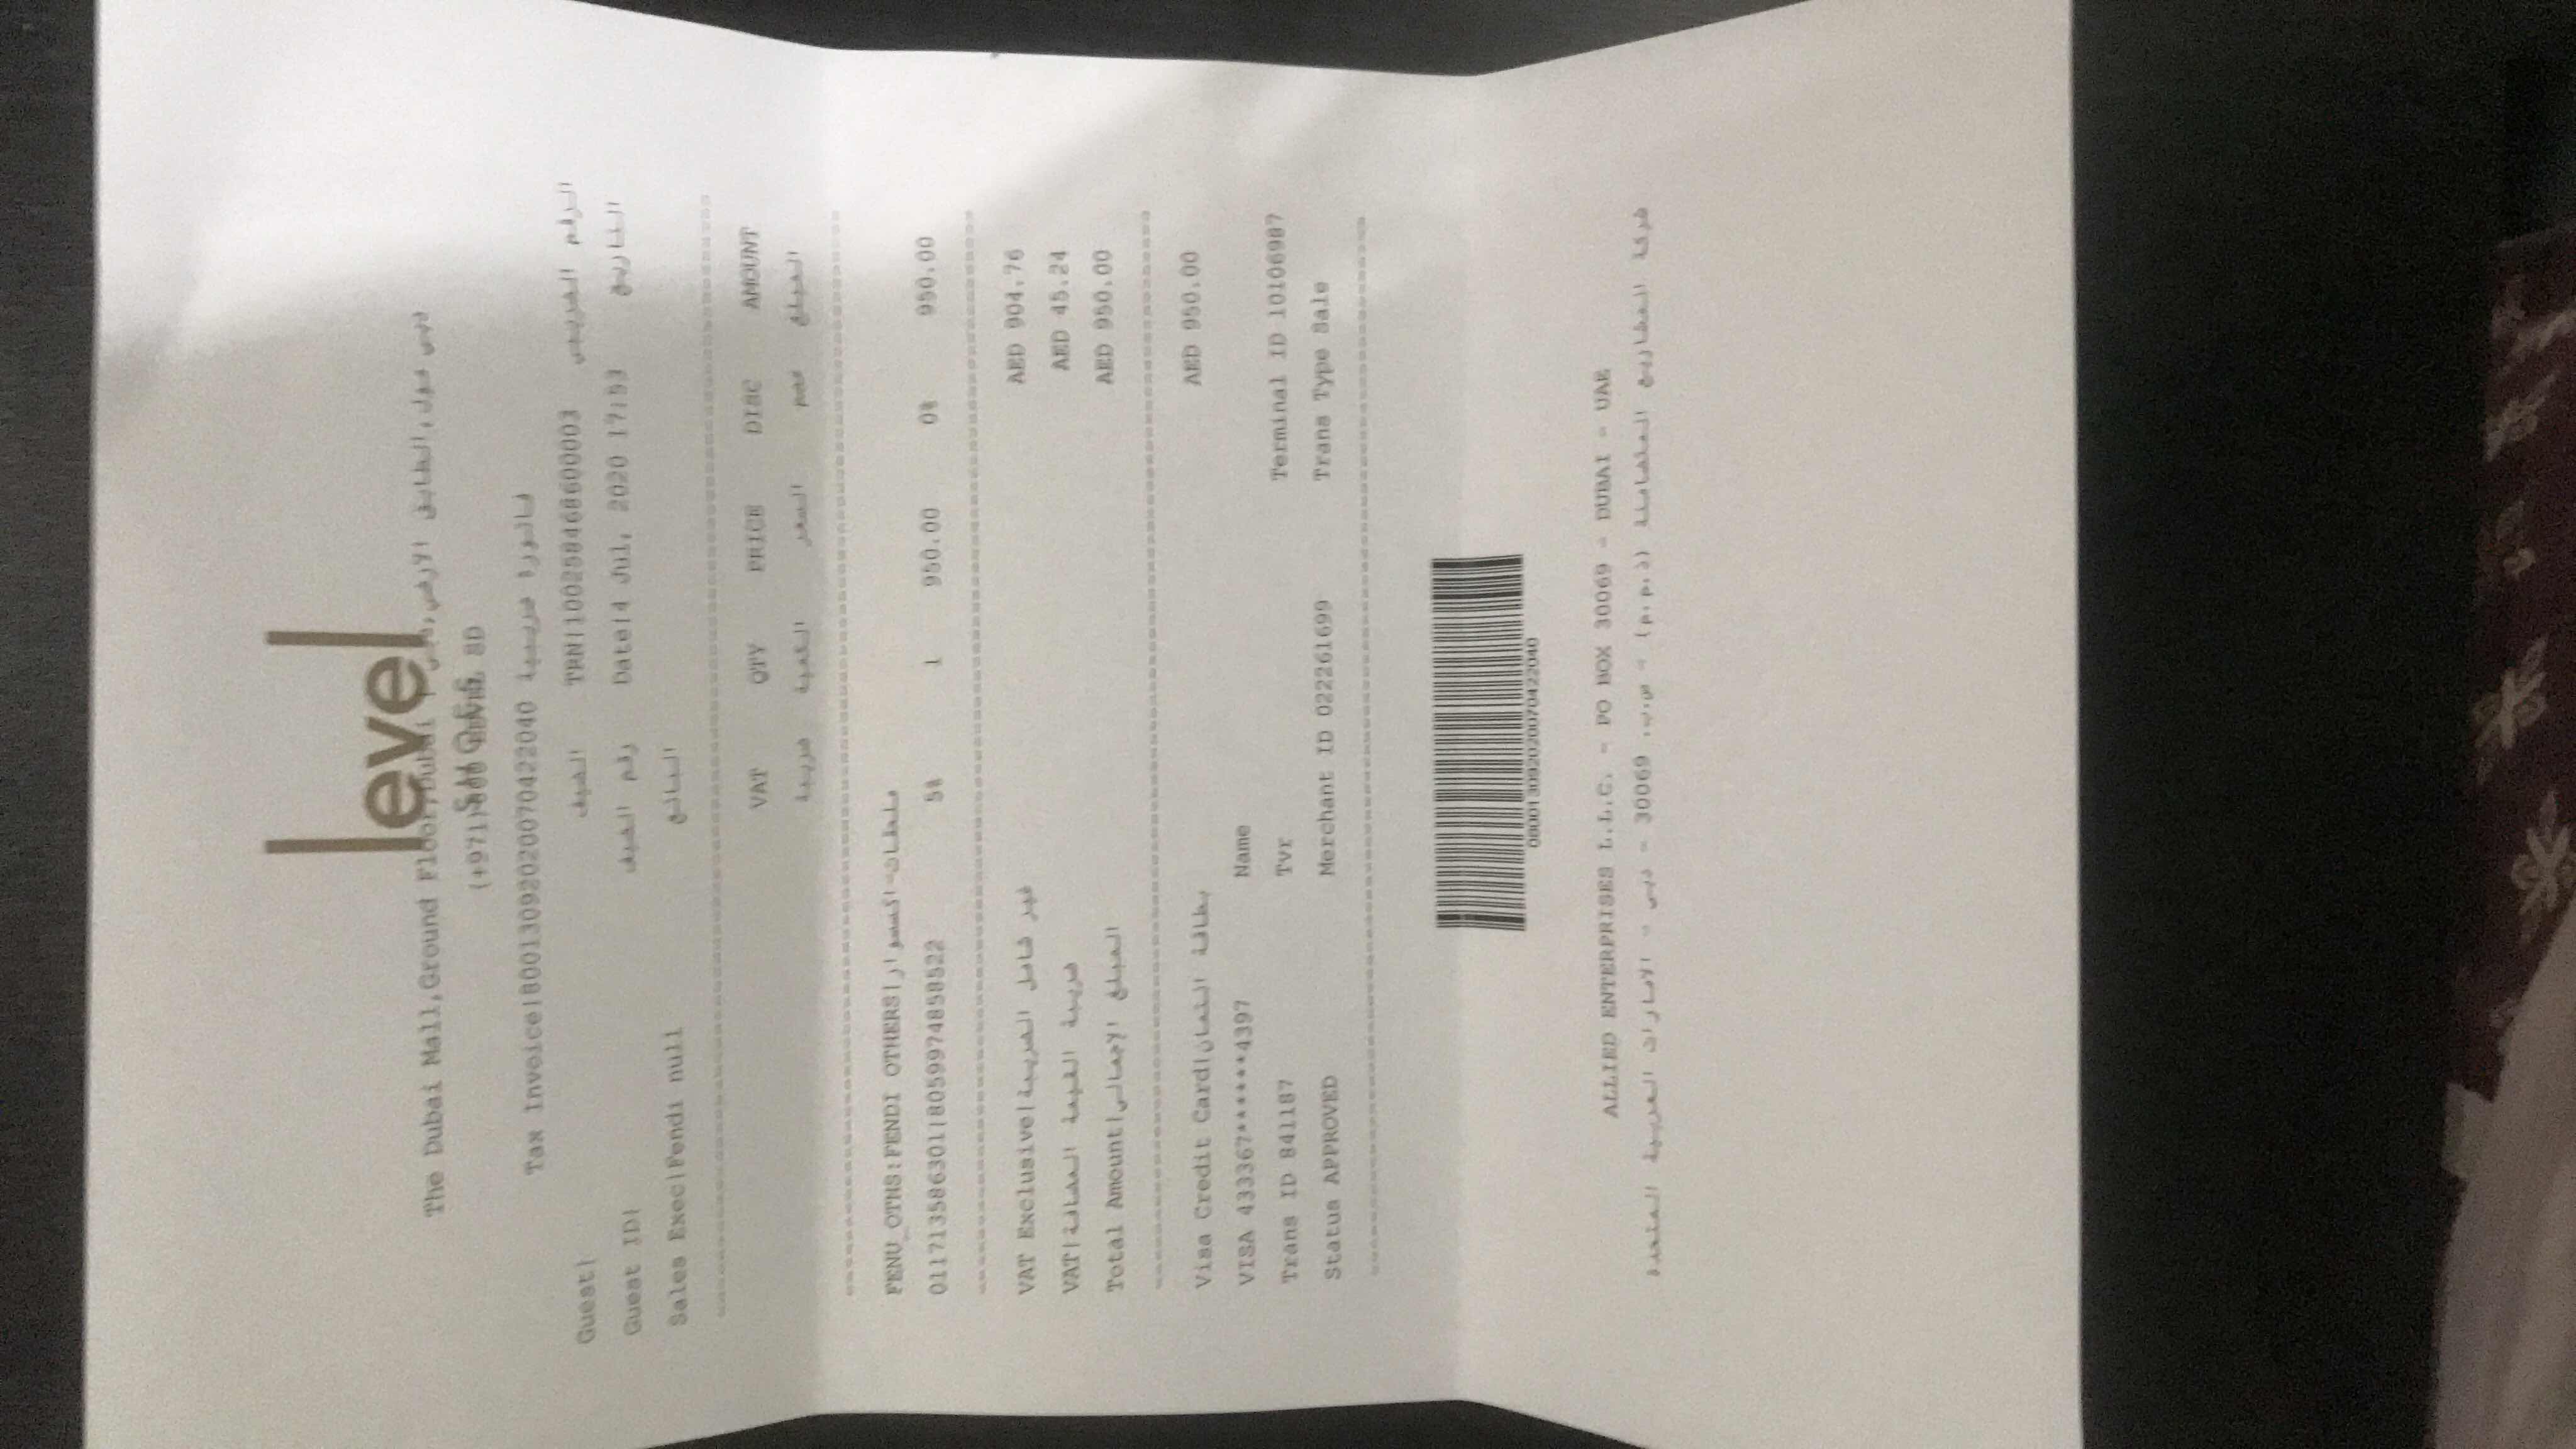 level
The Dubai Mall,Ground Floor,Dubai | دبي مول,الطابق الارضي,دبي
SHOES
(+971)800 SD
Tax Invoice|80013092020070422040 فاتورة ضريبية
Guest| الضيف TRN|100258468600003 الرقم الضريبي
Guest ID| رقم الضيف Date|4 Jul, 2020 17:53 التاريخ
Sales Exec|Fendi null البائع
VAT QTY PRICE DISC AMOUNT
ضريبة الكمية السعر خصم المبلغ
FENU_OTHS:FENDI OTHERS|ملحقات-اكسسوار
011713586301|8059974858522 5% 1 950.00 0% 950.00
VAT Exclusive|غير شامل الضريبة AED 904.76
VAT|ضريبة القيمة المضافة AED 45.24
Total Amount|المبلغ الإجمالي AED 950.00
Visa Credit Card|بطاقة ائتمان AED 950.00
VISA 433367******4397 Name
Trans ID 841187 Tvr Terminal ID 10106987
Status APPROVED Merchant ID 022261699 Trans Type Sale
080013092020070422040
ALLIED ENTERPRISES L.L.C. - PO BOX 30069 - DUBAI - UAE
شركة المشاريع المتضامنة (ذ.م.م) - ص.ب. 30069 - دبي - الامارات العربية المتحدة